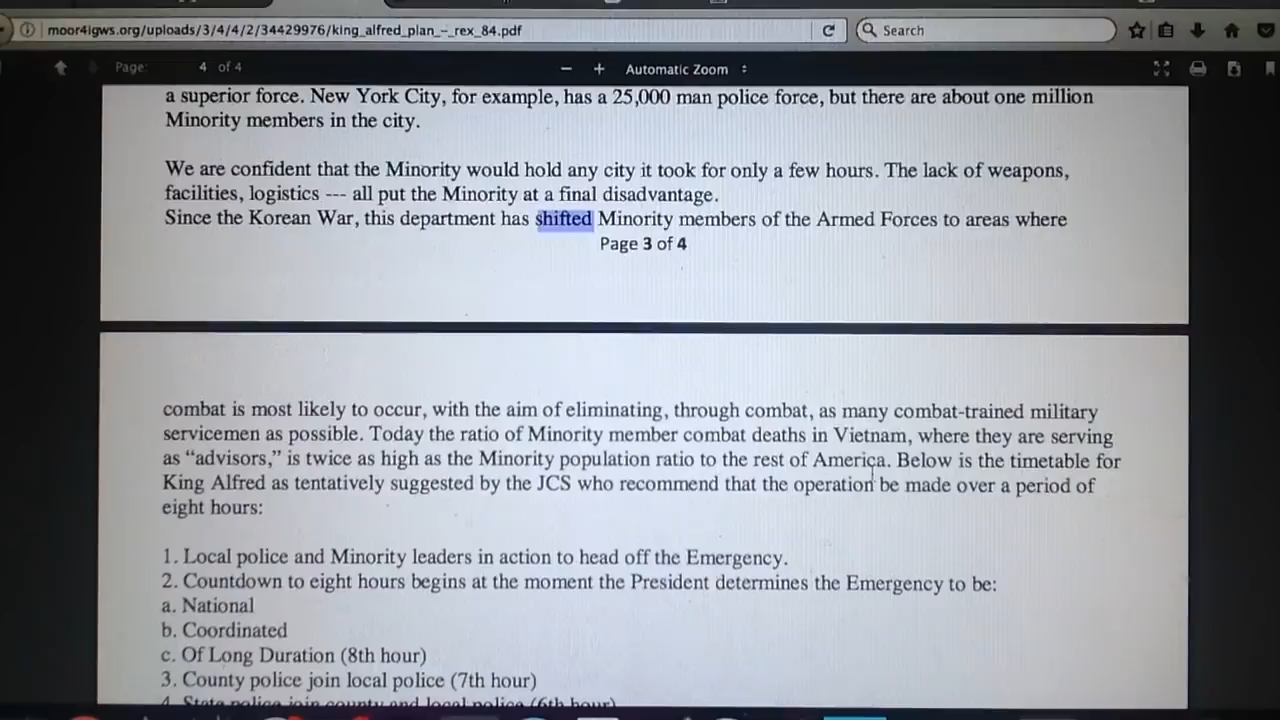 moor4igws.org/uploads/3/4/4/2/34429976/king_alfred_plan_-_rex_84.pdf
Search
Page: 4 of 4
Automatic Zoom
a superior force. New York City, for example, has a 25,000 man police force, but there are about one million
Minority members in the city.
We are confident that the Minority would hold any city it took for only a few hours. The lack of weapons,
facilities, logistics --- all put the Minority at a final disadvantage.
Since the Korean War, this department has shifted Minority members of the Armed Forces to areas where
Page 3 of 4
combat is most likely to occur, with the aim of eliminating, through combat, as many combat-trained military
servicemen as possible. Today the ratio of Minority member combat deaths in Vietnam, where they are serving
as “advisors,” is twice as high as the Minority population ratio to the rest of America. Below is the timetable for
King Alfred as tentatively suggested by the JCS who recommend that the operation be made over a period of
eight hours:
1. Local police and Minority leaders in action to head off the Emergency.
2. Countdown to eight hours begins at the moment the President determines the Emergency to be:
a. National
b. Coordinated
c. Of Long Duration (8th hour)
3. County police join local police (7th hour)
4. State police join county and local police (6th hour)